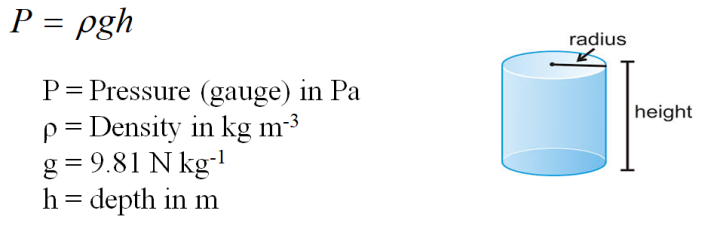 P = ρgh
P = Pressure (gauge) in Pa
ρ = Density in kg m⁻³
g = 9.81 N kg⁻¹
h = depth in m
radius
height